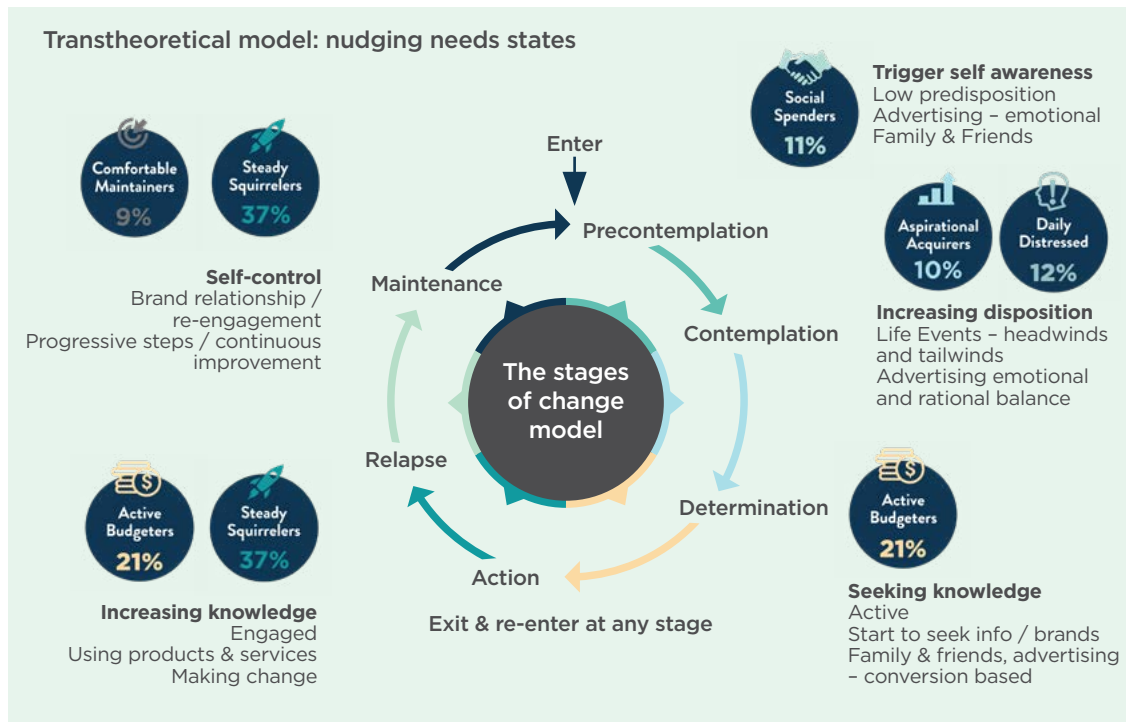 Transtheoretical model: nudging needs states
Social
Spenders
11%
Trigger self awareness
Low predisposition
Advertising – emotional
Family & Friends
Comfortable
Maintainers
9%
Steady
Squirrelers
37%
Self-control
Brand relationship /
re-engagement
Progressive steps / continuous
improvement
Enter
Precontemplation
Contemplation
Determination
Action
Relapse
Maintenance
The stages
of change
model
Exit & re-enter at any stage
Aspirational
Acquirers
10%
Daily
Distressed
12%
Increasing disposition
Life Events – headwinds
and tailwinds
Advertising emotional
and rational balance
Active
Budgeters
21%
Steady
Squirrelers
37%
Increasing knowledge
Engaged
Using products & services
Making change
$
Active
Budgeters
21%
Seeking knowledge
Active
Start to seek info / brands
Family & friends, advertising
– conversion based
$